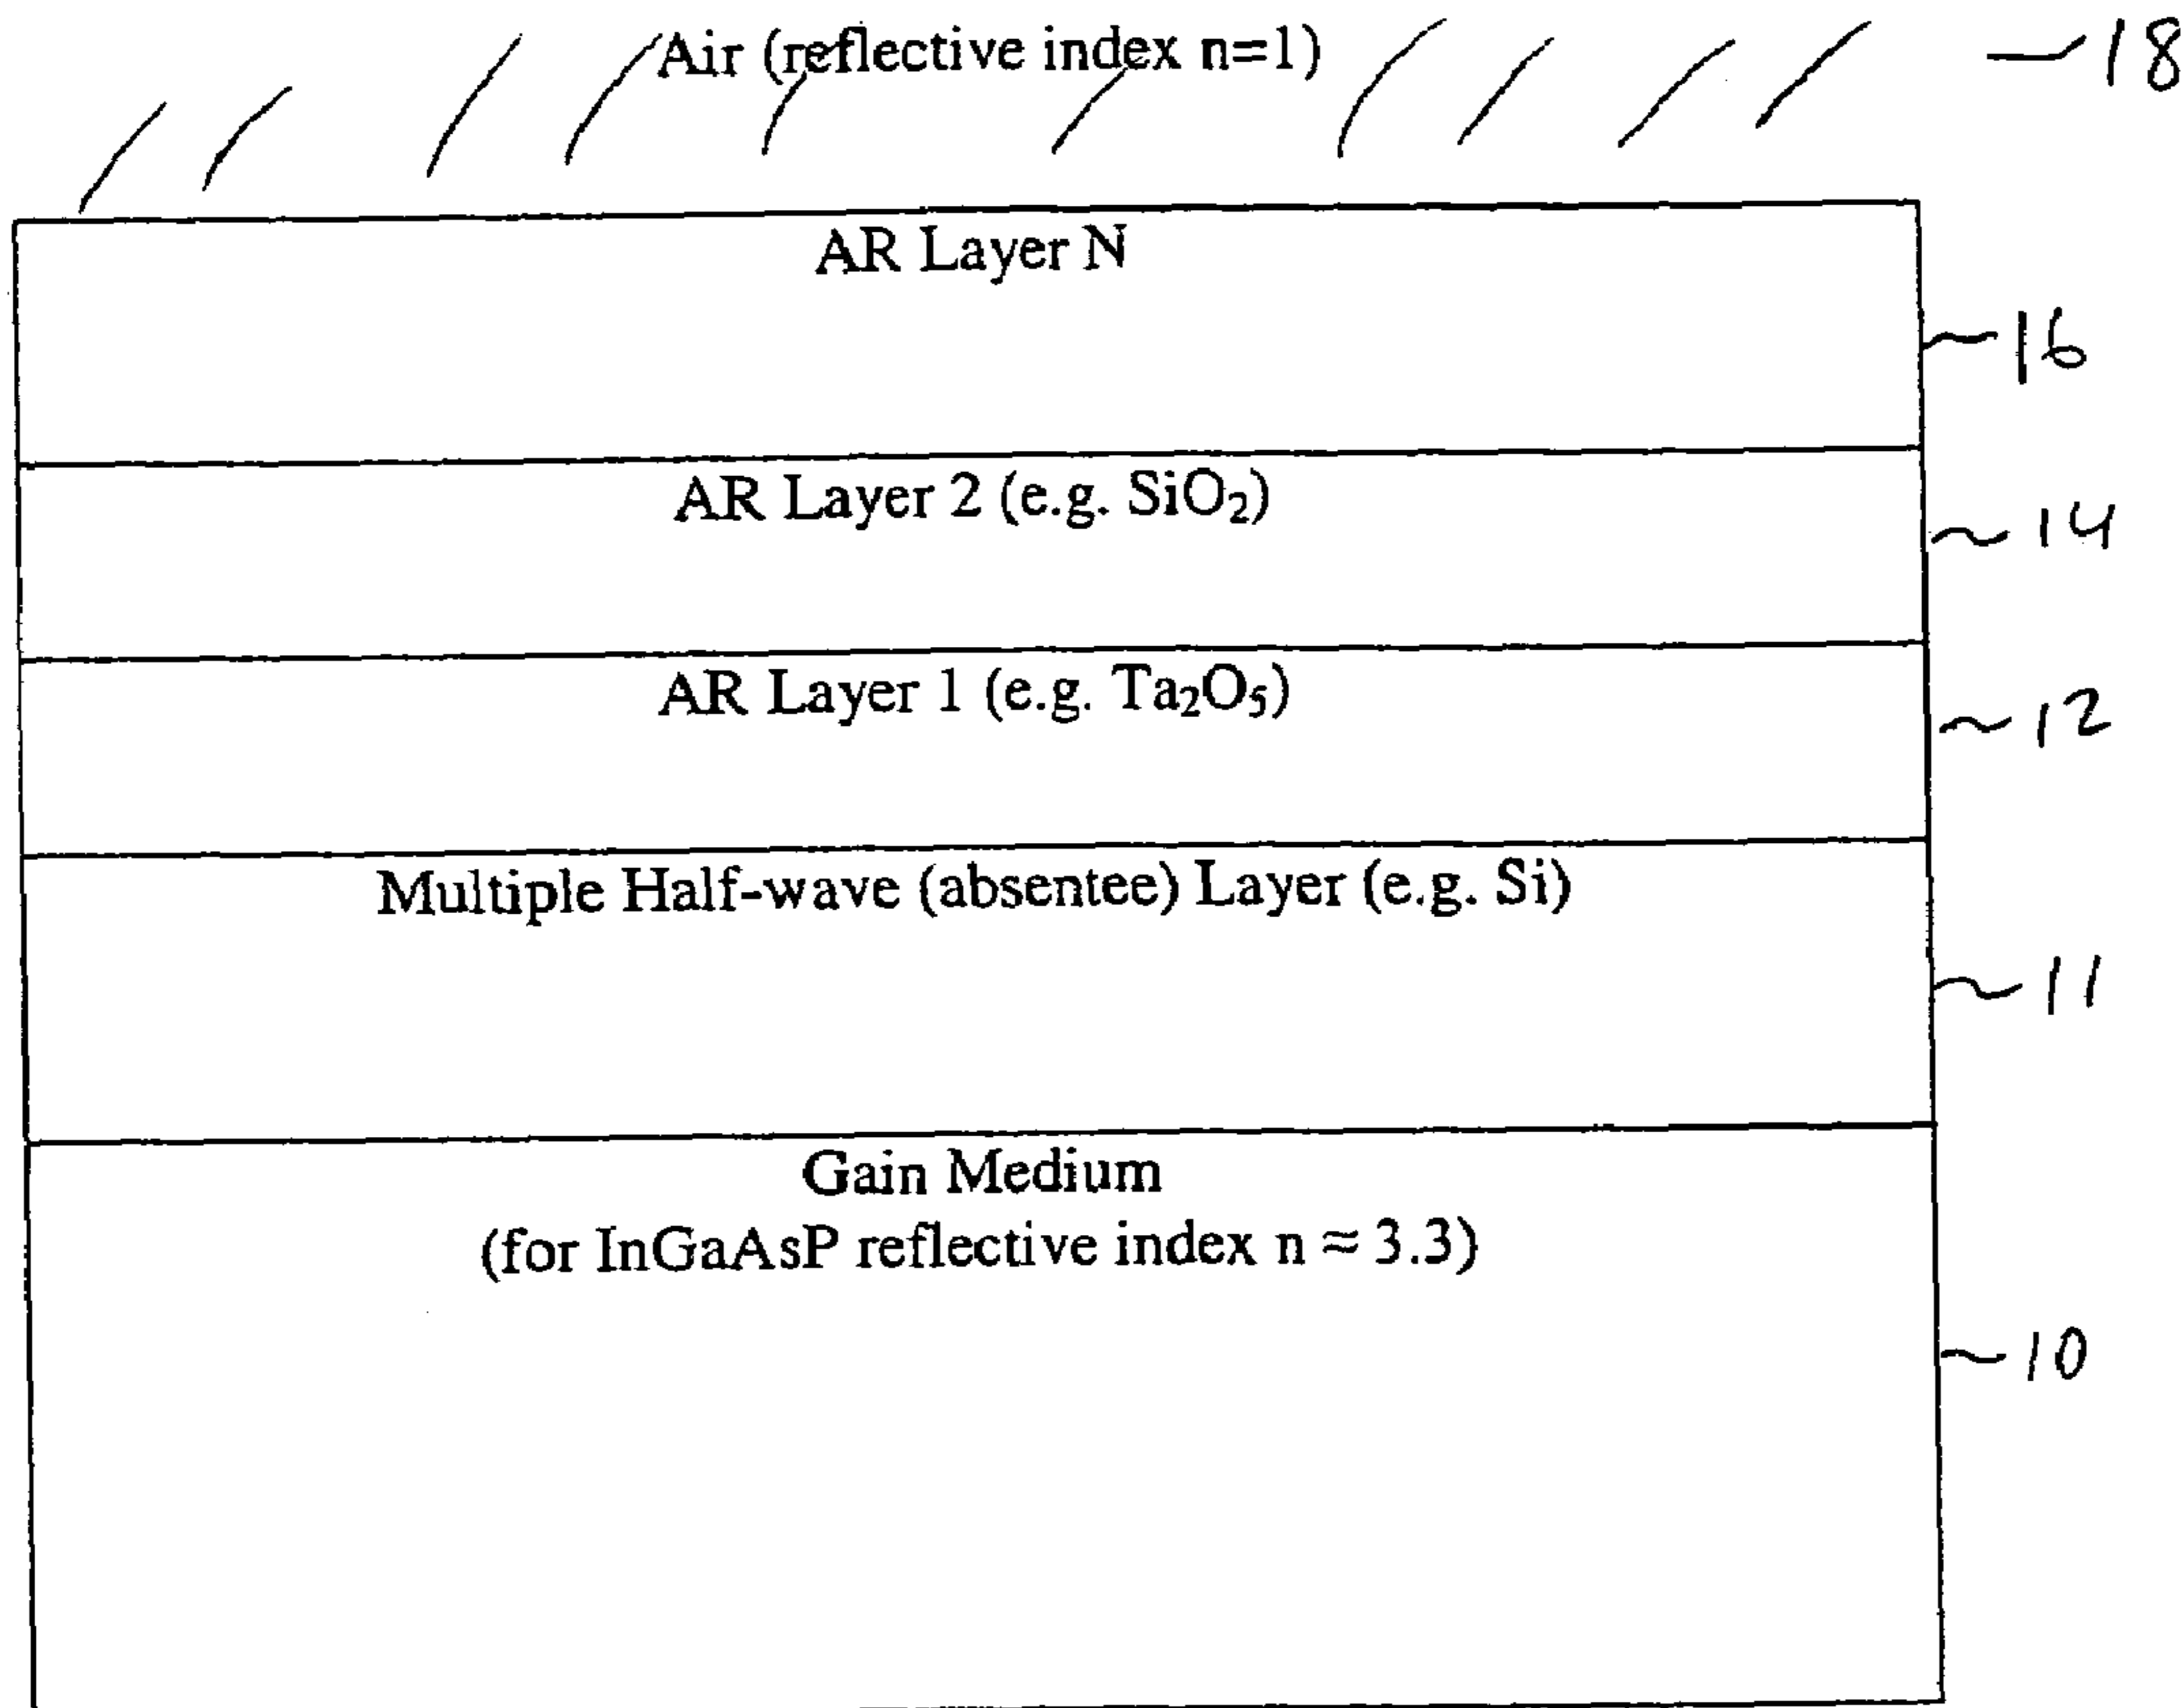 Air (reflective index n=1)
18
AR Layer N
16
AR Layer 2 (e.g. SiO₂)
14
AR Layer 1 (e.g. Ta₂O₅)
12
Multiple Half-wave (absentee) Layer (e.g. Si)
11
Gain Medium
(for InGaAsP reflective index n ≈ 3.3)
10